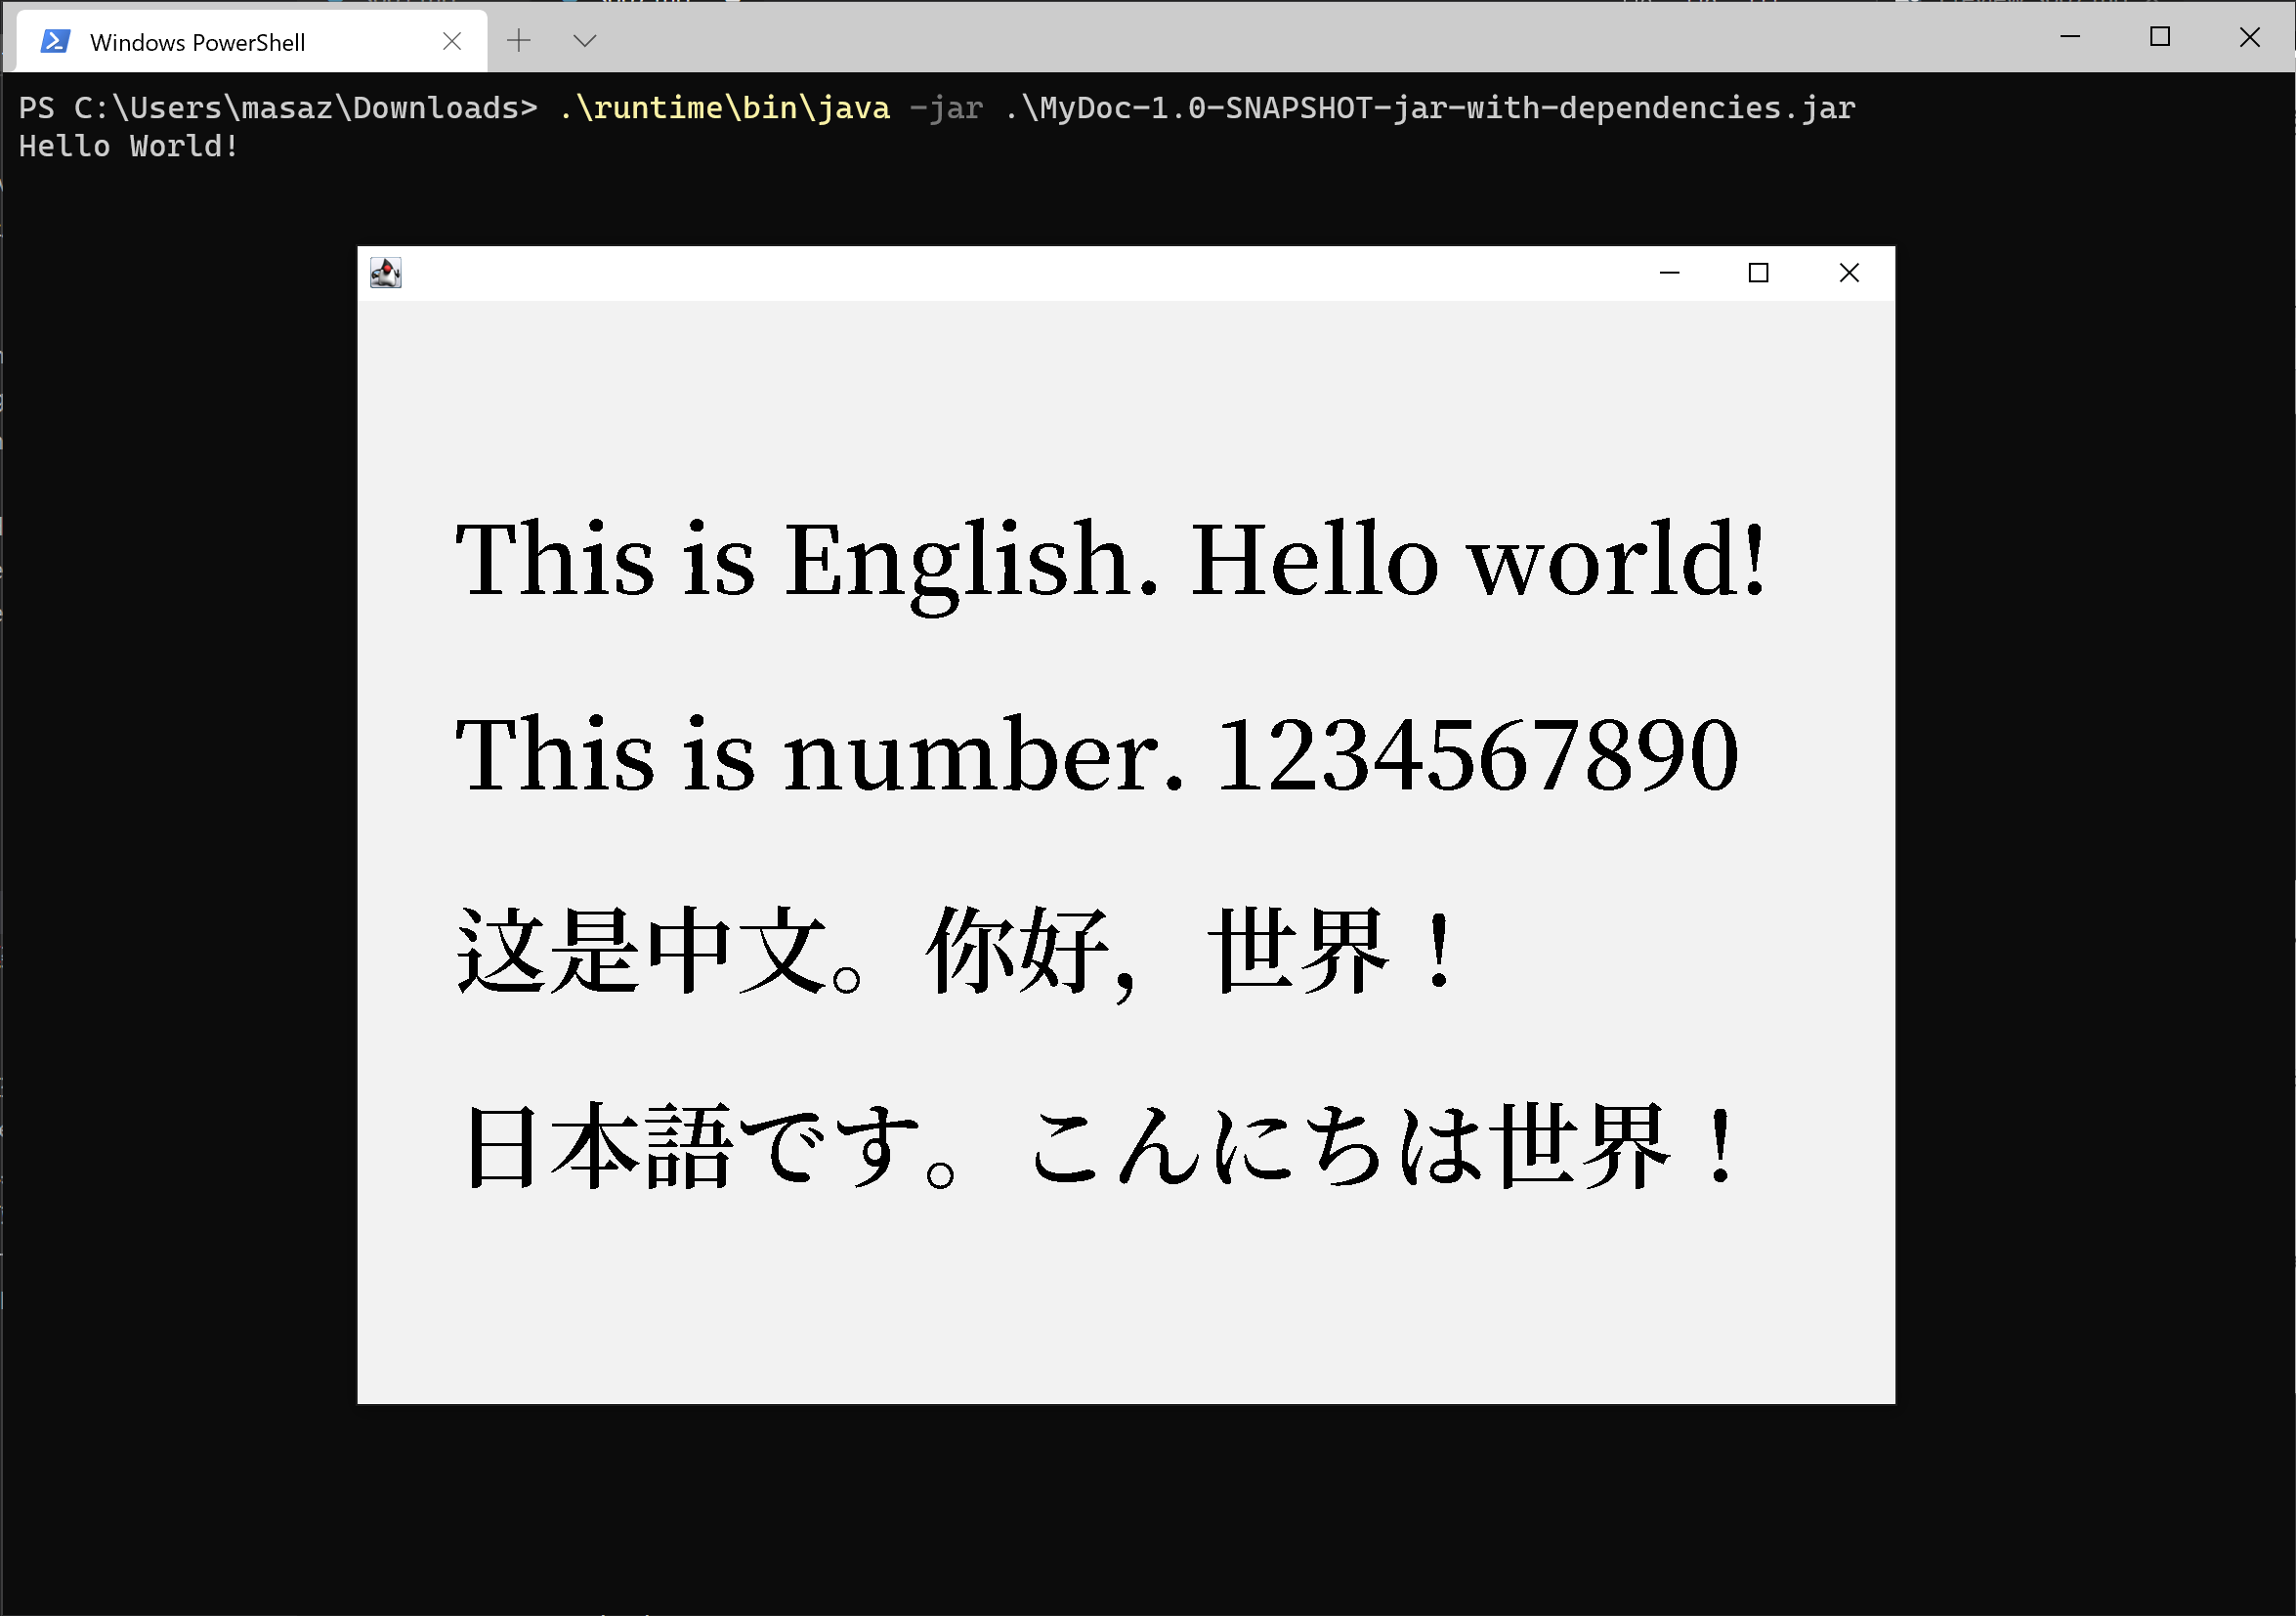 Windows PowerShell
PS C:\Users\masaz\Downloads> .\runtime\bin\java -jar .\MyDoc-1.0-SNAPSHOT-jar-with-dependencies.jar
Hello World!
This is English. Hello world!
This is number. 1234567890
这是中文。你好，世界！
日本語です。こんにちは世界！